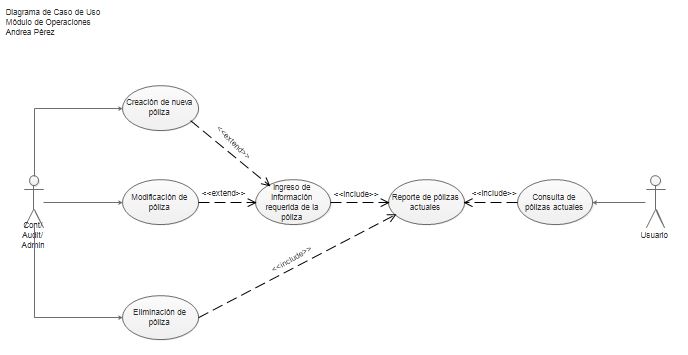 Diagrama de Caso de Uso
Módulo de Operaciones
Andrea Pérez
Creación de nueva
póliza
<<extend>>
Modificación de
póliza
<<extend>>
Ingreso de
información
requerida de la
póliza
<<include>>
Reporte de pólizas
actuales
<<include>>
Consulta de
pólizas actuales
Cont/
Audit/
Admin
Usuario
<<include>>
Eliminación de
póliza